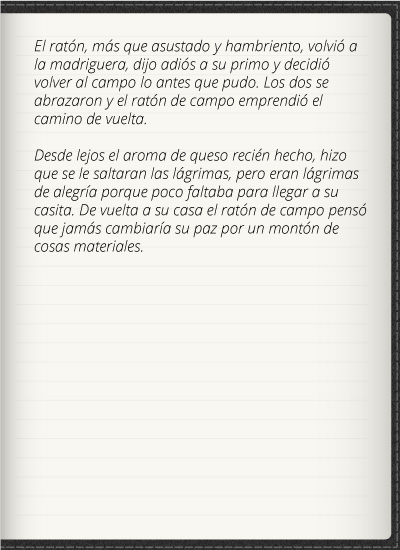 El ratón, más que asustado y hambriento, volvió a
la madriguera, dijo adiós a su primo y decidió
volver al campo lo antes que pudo. Los dos se
abrazaron y el ratón de campo emprendió el
camino de vuelta.

Desde lejos el aroma de queso recién hecho, hizo
que se le saltaran las lágrimas, pero eran lágrimas
de alegría porque poco faltaba para llegar a su
casita. De vuelta a su casa el ratón de campo pensó
que jamás cambiaría su paz por un montón de
cosas materiales.